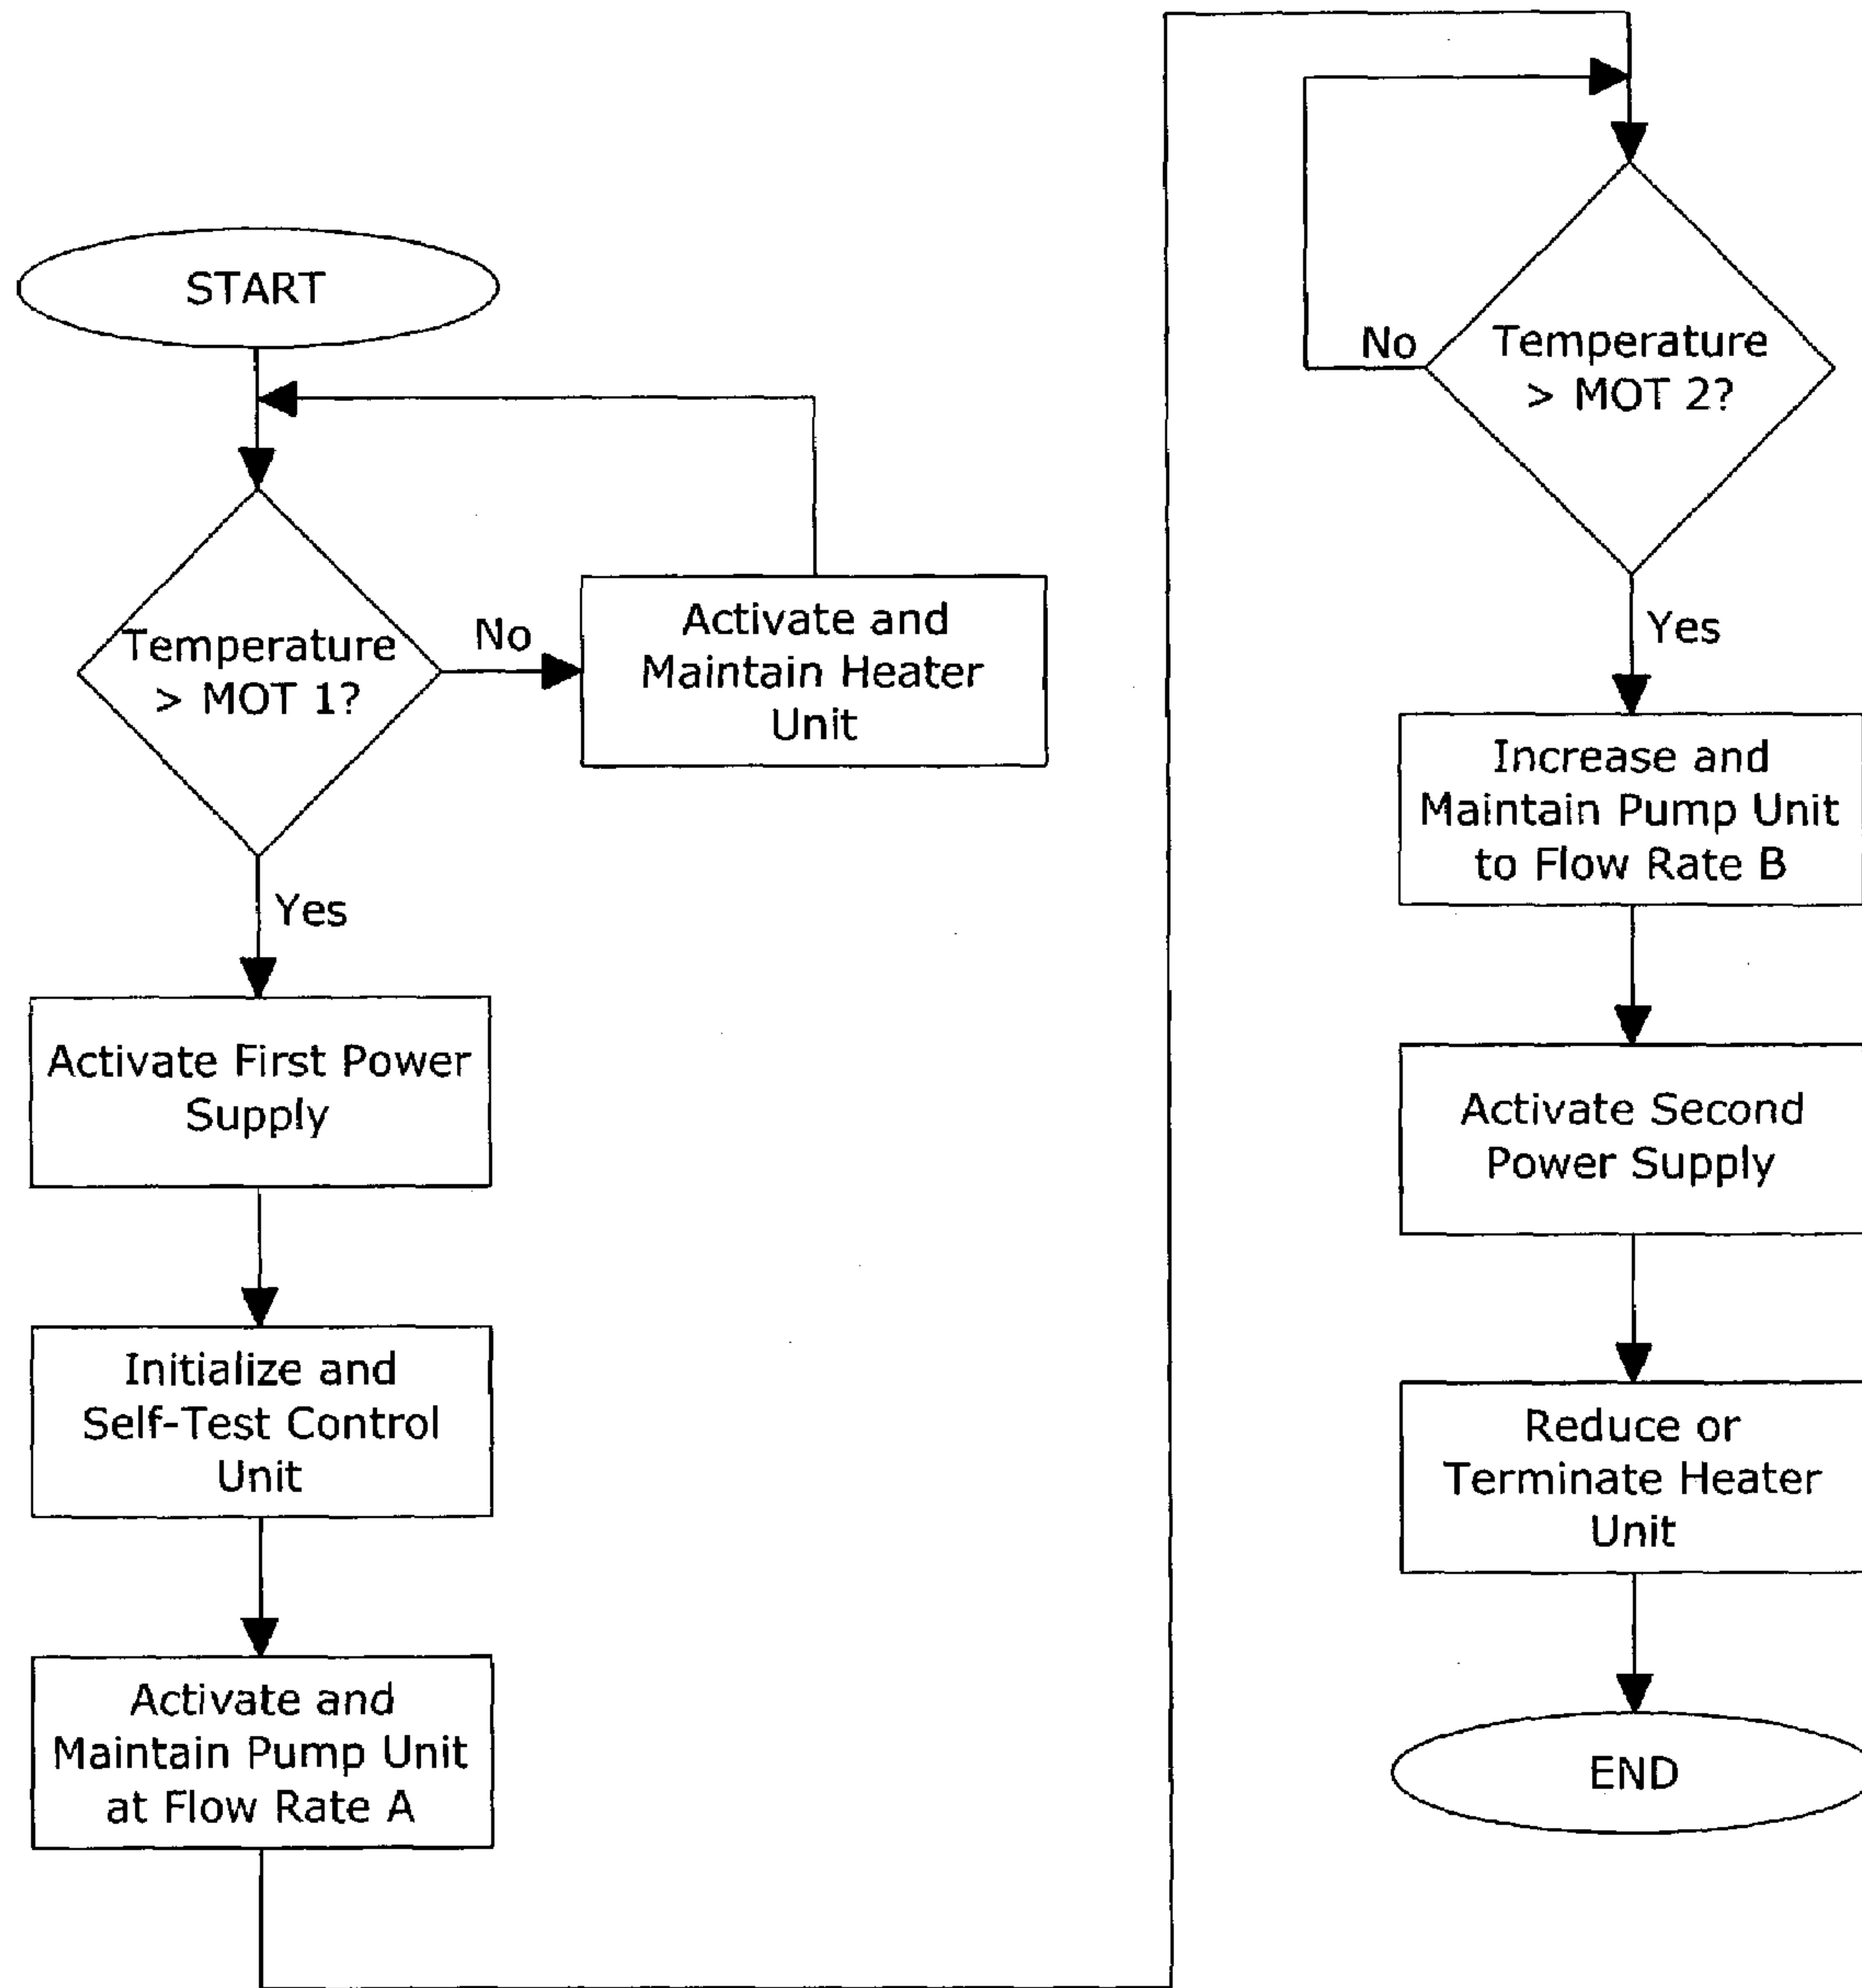 START
Temperature
> MOT 1?
No
Activate and
Maintain Heater
Unit
Yes
Activate First Power
Supply
Initialize and
Self-Test Control
Unit
Activate and
Maintain Pump Unit
at Flow Rate A
Temperature
> MOT 2?
No
Yes
Increase and
Maintain Pump Unit
to Flow Rate B
Activate Second
Power Supply
Reduce or
Terminate Heater
Unit
END